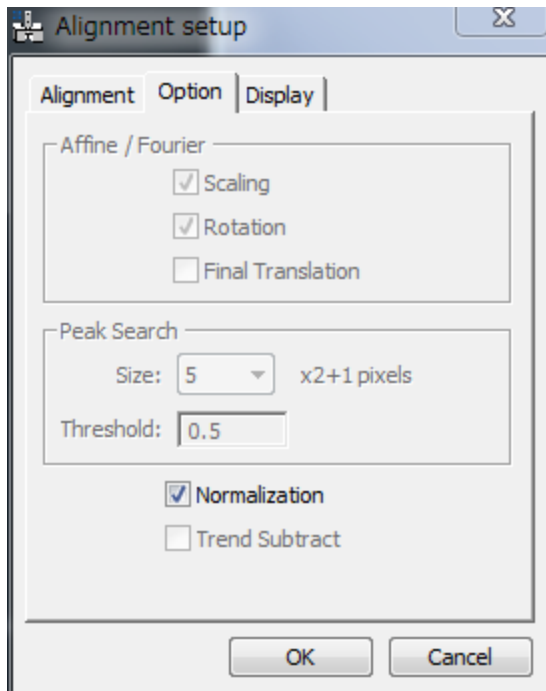 Alignment setup
Alignment Option Display
Affine / Fourier
Scaling
Rotation
Final Translation
Peak Search
Size: 5 x2+1 pixels
Threshold: 0.5
Normalization
Trend Subtract
OK Cancel